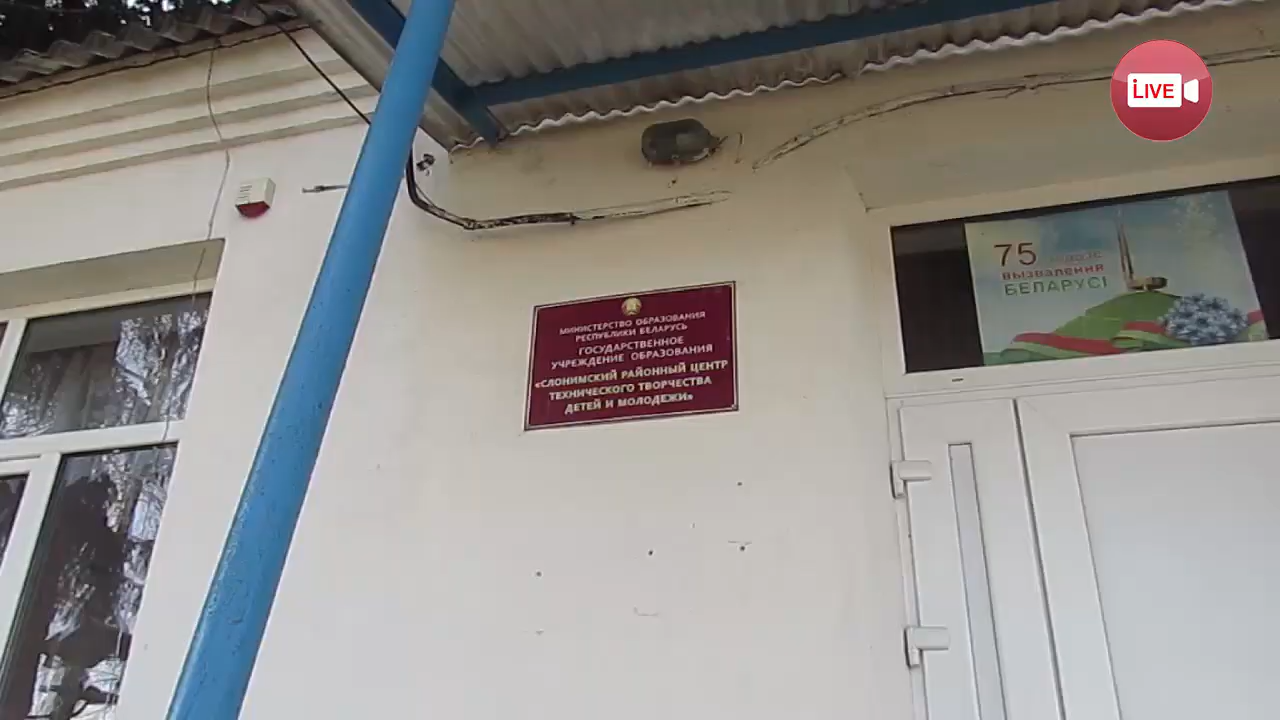 LIVE
75
ВЫЗВАЛЕННЯ
БЕЛАРУСІ
МИНИСТЕРСТВО ОБРАЗОВАНИЯ
РЕСПУБЛИКИ БЕЛАРУСЬ
ГОСУДАРСТВЕННОЕ
УЧРЕЖДЕНИЕ ОБРАЗОВАНИЯ
«СЛОНИМСКИЙ РАЙОННЫЙ ЦЕНТР
ТЕХНИЧЕСКОГО ТВОРЧЕСТВА
ДЕТЕЙ И МОЛОДЕЖИ»